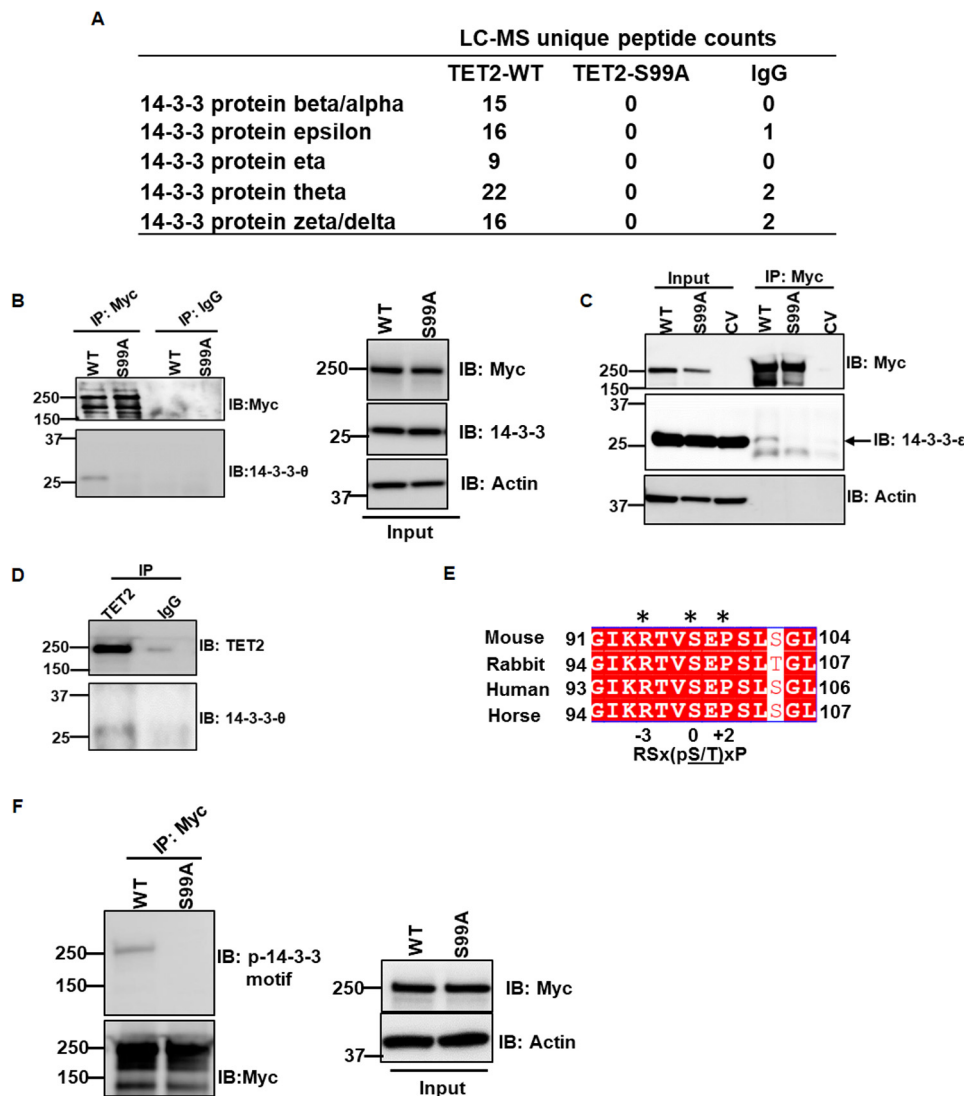 A
LC-MS unique peptide counts
TET2-WT TET2-S99A IgG
14-3-3 protein beta/alpha 15 0 0
14-3-3 protein epsilon 16 0 1
14-3-3 protein eta 9 0 0
14-3-3 protein theta 22 0 2
14-3-3 protein zeta/delta 16 0 2
B
IP: Myc IP: IgG
WT S99A WT S99A
250
150
IB:Myc
37
25
IB:14-3-3-θ
WT S99A
250 IB: Myc
25 IB: 14-3-3
37 IB: Actin
Input
C
Input IP: Myc
WT S99A CV WT S99A CV
250
150
IB: Myc
37
25
IB: 14-3-3-ε
37 IB: Actin
D
IP
TET2 IgG
250
150
IB: TET2
37
25
IB: 14-3-3-θ
E
* * *
Mouse 91 GIKRTVSEPSLSGL 104
Rabbit 94 GIKRTVSEPSLTGL 107
Human 93 GIKRTVSEPSLSGL 106
Horse 94 GIKRTVSEPSLSGL 107
-3 0 +2
RSx(pS/T)xP
F
IP: Myc
WT S99A
250
150
IB: p-14-3-3
motif
250
150
IB:Myc
WT S99A
250 IB: Myc
37 IB: Actin
Input